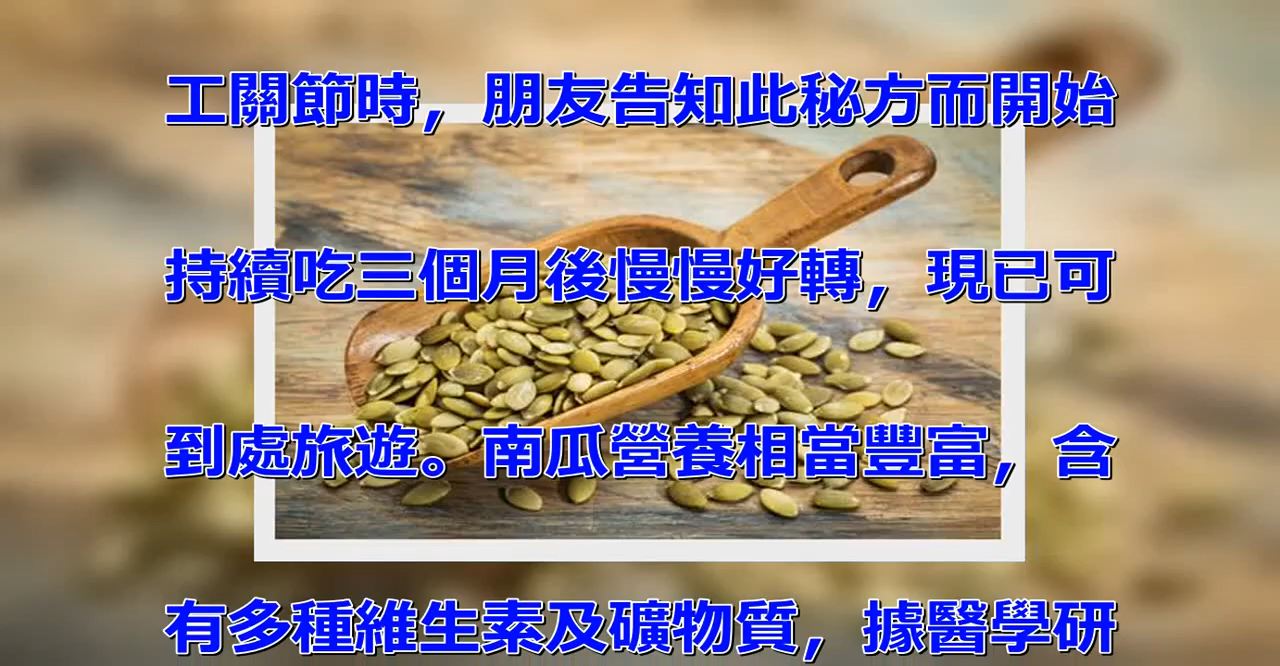 工關節時，朋友告知此秘方而開始
持續吃三個月後慢慢好轉，現已可
到處旅遊。南瓜營養相當豐富，含
有多種維生素及礦物質，據醫學研